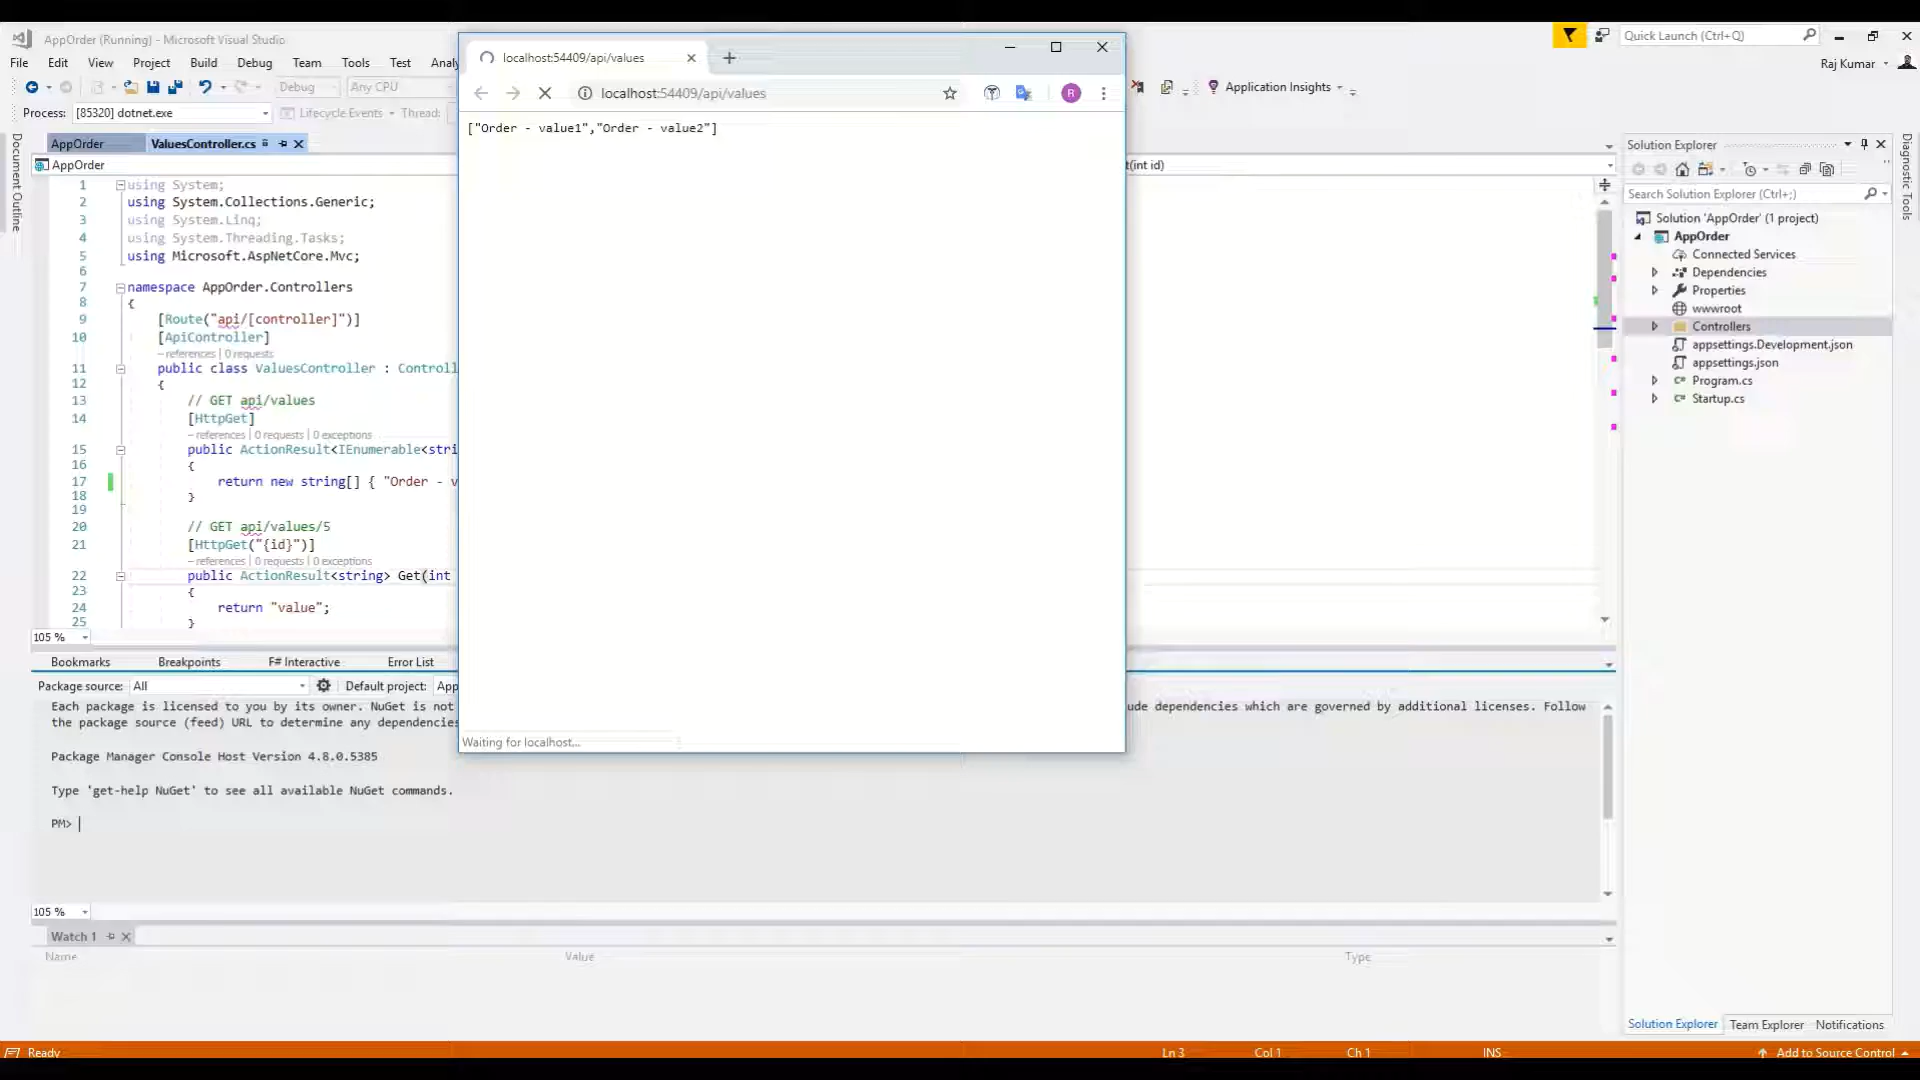 AppOrder (Running) - Microsoft Visual Studio
Quick Launch (Ctrl+Q)
File Edit View Project Build Debug Team Tools Test Analy
Raj Kumar
Debug Any CPU
Application Insights
Process: [85320] dotnet.exe Lifecycle Events Thread:
localhost:54409/api/values
localhost:54409/api/values
R
["Order - value1","Order - value2"]
Waiting for localhost...
Document Outline
AppOrder ValuesController.cs
AppOrder
t(int id)
1 using System;
2 using System.Collections.Generic;
3 using System.Linq;
4 using System.Threading.Tasks;
5 using Microsoft.AspNetCore.Mvc;
6
7 namespace AppOrder.Controllers
8 {
9 [Route("api/[controller]")]
10 [ApiController]
– references | 0 requests
11 public class ValuesController : Controll
12 {
13 // GET api/values
14 [HttpGet]
– references | 0 requests | 0 exceptions
15 public ActionResult<IEnumerable<stri
16 {
17 return new string[] { "Order - v
18 }
19
20 // GET api/values/5
21 [HttpGet("{id}")]
– references | 0 requests | 0 exceptions
22 public ActionResult<string> Get(int
23 {
24 return "value";
25 }
105 %
Bookmarks Breakpoints F# Interactive Error List
Package source: All Default project: App
Each package is licensed to you by its owner. NuGet is not
ude dependencies which are governed by additional licenses. Follow
the package source (feed) URL to determine any dependencies
Package Manager Console Host Version 4.8.0.5385
Type 'get-help NuGet' to see all available NuGet commands.
PM>
105 %
Watch 1
Name Value Type
Solution Explorer
Search Solution Explorer (Ctrl+;)
Solution 'AppOrder' (1 project)
AppOrder
Connected Services
Dependencies
Properties
wwwroot
Controllers
appsettings.Development.json
appsettings.json
C# Program.cs
C# Startup.cs
Diagnostic Tools
Solution Explorer Team Explorer Notifications
Ready Ln 3 Col 1 Ch 1 INS Add to Source Control